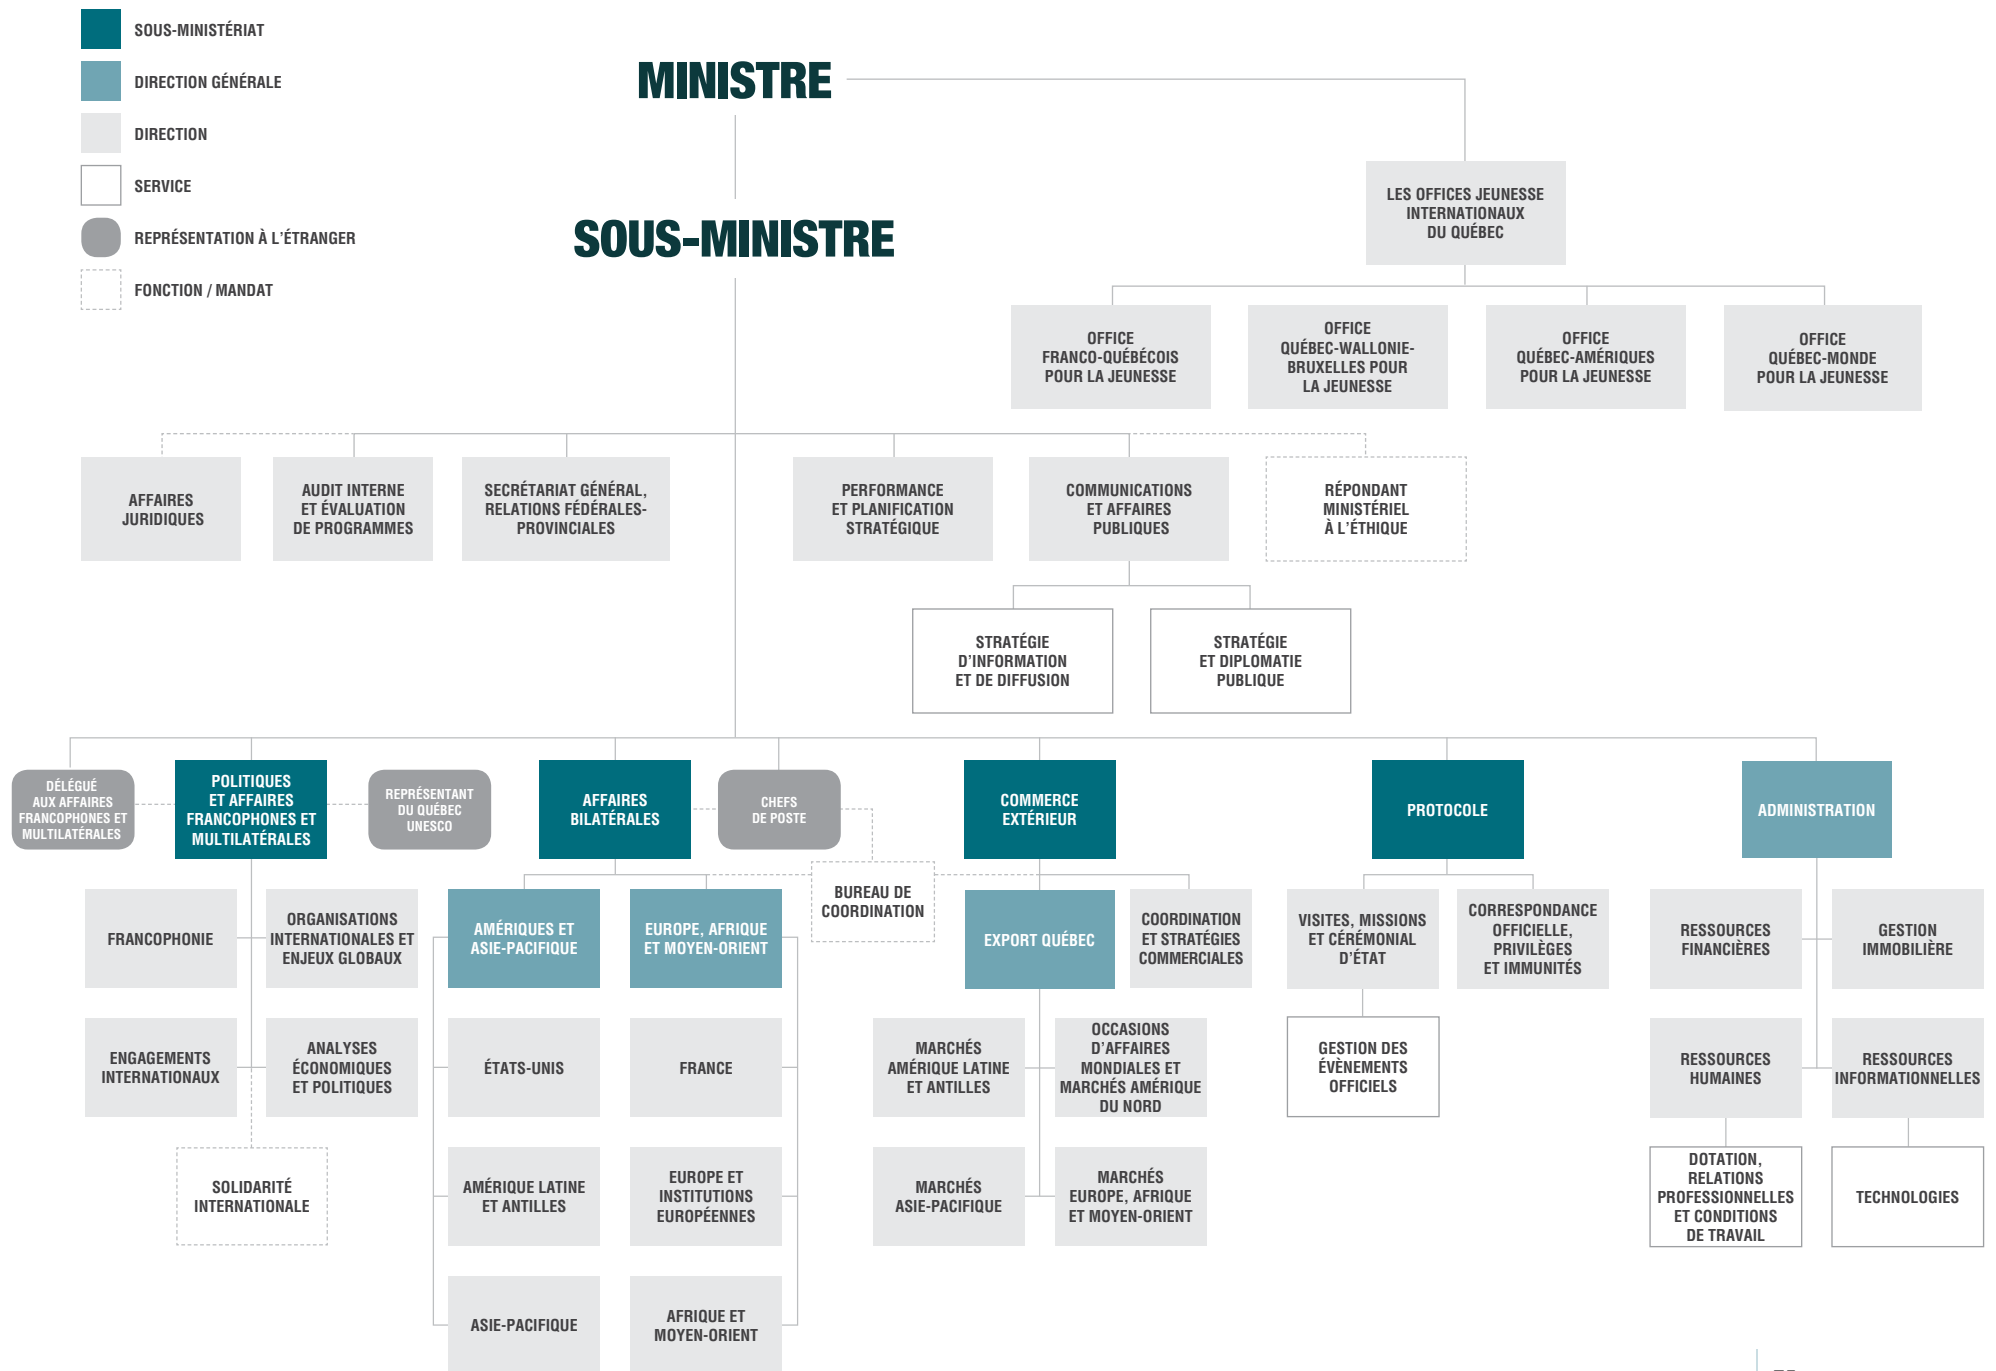 SOUS-MINISTÉRIAT
DIRECTION GÉNÉRALE
DIRECTION
SERVICE
REPRÉSENTATION À L'ÉTRANGER
FONCTION / MANDAT
MINISTRE
SOUS-MINISTRE
LES OFFICES JEUNESSE
INTERNATIONAUX
DU QUÉBEC
OFFICE
FRANCO-QUÉBÉCOIS
POUR LA JEUNESSE
OFFICE
QUÉBEC-WALLONIE-
BRUXELLES POUR
LA JEUNESSE
OFFICE
QUÉBEC-AMÉRIQUES
POUR LA JEUNESSE
OFFICE
QUÉBEC-MONDE
POUR LA JEUNESSE
AFFAIRES
JURIDIQUES
AUDIT INTERNE
ET ÉVALUATION
DE PROGRAMMES
SECRÉTARIAT GÉNÉRAL,
RELATIONS FÉDÉRALES-
PROVINCIALES
PERFORMANCE
ET PLANIFICATION
STRATÉGIQUE
COMMUNICATIONS
ET AFFAIRES
PUBLIQUES
RÉPONDANT
MINISTÉRIEL
À L'ÉTHIQUE
STRATÉGIE
D'INFORMATION
ET DE DIFFUSION
STRATÉGIE
ET DIPLOMATIE
PUBLIQUE
DÉLÉGUÉ
AUX AFFAIRES
FRANCOPHONES ET
MULTILATÉRALES
POLITIQUES
ET AFFAIRES
FRANCOPHONES ET
MULTILATÉRALES
REPRÉSENTANT
DU QUÉBEC
UNESCO
AFFAIRES
BILATÉRALES
CHEFS
DE POSTE
COMMERCE
EXTÉRIEUR
PROTOCOLE
ADMINISTRATION
BUREAU DE
COORDINATION
FRANCOPHONIE
ORGANISATIONS
INTERNATIONALES ET
ENJEUX GLOBAUX
AMÉRIQUES ET
ASIE-PACIFIQUE
EUROPE, AFRIQUE
ET MOYEN-ORIENT
EXPORT QUÉBEC
COORDINATION
ET STRATÉGIES
COMMERCIALES
VISITES, MISSIONS
ET CÉRÉMONIAL
D'ÉTAT
CORRESPONDANCE
OFFICIELLE,
PRIVILÈGES
ET IMMUNITÉS
RESSOURCES
FINANCIÈRES
GESTION
IMMOBILIÈRE
ENGAGEMENTS
INTERNATIONAUX
ANALYSES
ÉCONOMIQUES
ET POLITIQUES
ÉTATS-UNIS
FRANCE
MARCHÉS
AMÉRIQUE LATINE
ET ANTILLES
OCCASIONS
D'AFFAIRES
MONDIALES ET
MARCHÉS AMÉRIQUE
DU NORD
GESTION DES
ÉVÈNEMENTS
OFFICIELS
RESSOURCES
HUMAINES
RESSOURCES
INFORMATIONNELLES
SOLIDARITÉ
INTERNATIONALE
AMÉRIQUE LATINE
ET ANTILLES
EUROPE ET
INSTITUTIONS
EUROPÉENNES
MARCHÉS
ASIE-PACIFIQUE
MARCHÉS
EUROPE, AFRIQUE
ET MOYEN-ORIENT
DOTATION,
RELATIONS
PROFESSIONNELLES
ET CONDITIONS
DE TRAVAIL
TECHNOLOGIES
ASIE-PACIFIQUE
AFRIQUE ET
MOYEN-ORIENT